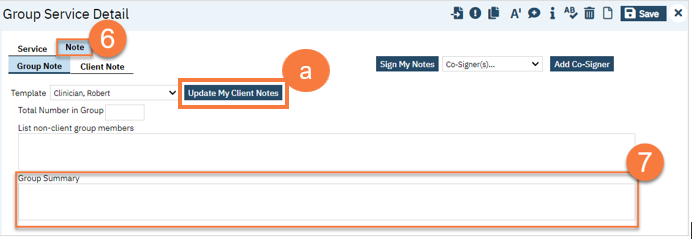 Group Service Detail
A' i AB Save
6
Service Note
Group Note Client Note
Sign My Notes Co-Signer(s)... Add Co-Signer
a
Template Clinician, Robert Update My Client Notes
Total Number in Group
List non-client group members
7
Group Summary